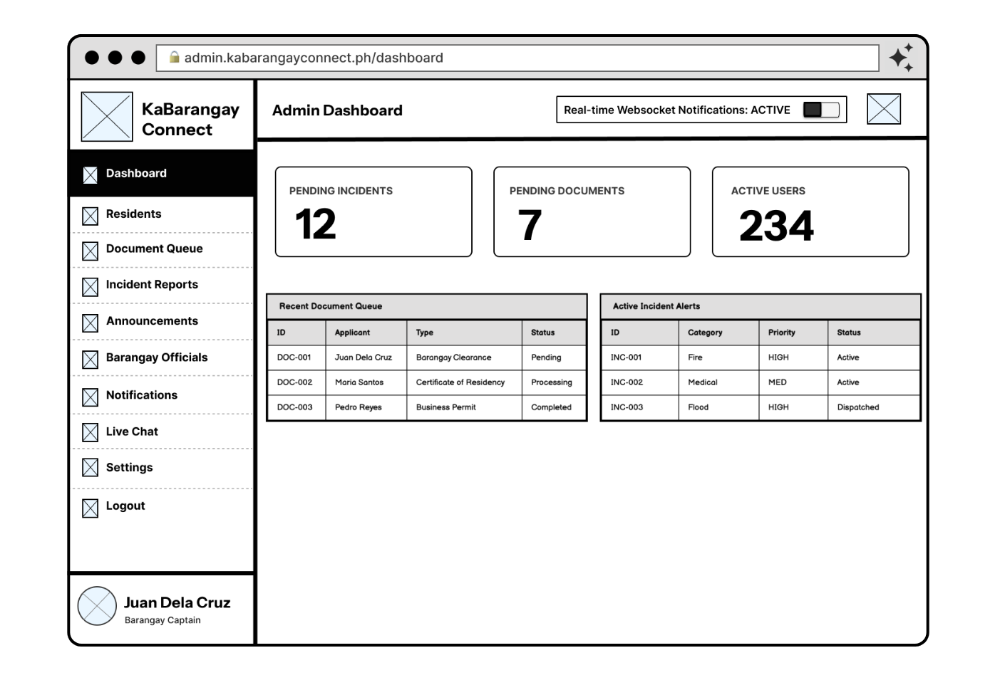 admin.kabarangayconnect.ph/dashboard
KaBarangay
Connect
Admin Dashboard
Real-time Websocket Notifications: ACTIVE
Dashboard
Residents
Document Queue
Incident Reports
Announcements
Barangay Officials
Notifications
Live Chat
Settings
Logout
Juan Dela Cruz
Barangay Captain
PENDING INCIDENTS
12
PENDING DOCUMENTS
7
ACTIVE USERS
234
Recent Document Queue
ID Applicant Type Status
DOC-001 Juan Dela Cruz Barangay Clearance Pending
DOC-002 Maria Santos Certificate of Residency Processing
DOC-003 Pedro Reyes Business Permit Completed
Active Incident Alerts
ID Category Priority Status
INC-001 Fire HIGH Active
INC-002 Medical MED Active
INC-003 Flood HIGH Dispatched